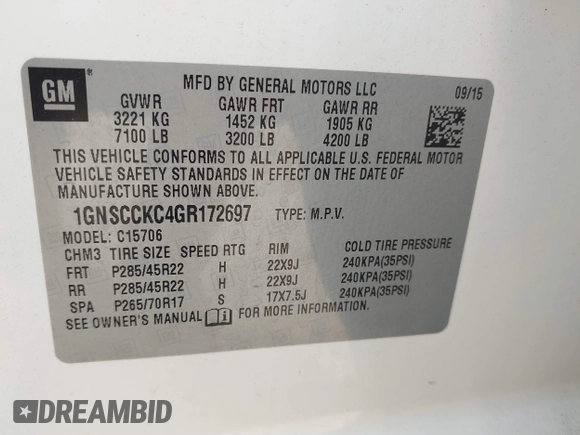 GM ®
MFD BY GENERAL MOTORS LLC
09/15
GVWR GAWR FRT GAWR RR
3221 KG 1452 KG 1905 KG
7100 LB 3200 LB 4200 LB
THIS VEHICLE CONFORMS TO ALL APPLICABLE U.S. FEDERAL MOTOR
VEHICLE SAFETY STANDARDS IN EFFECT ON THE DATE OF
MANUFACTURE SHOWN ABOVE.
1GNSCCKC4GR172697 TYPE: M.P.V.
MODEL: C15706
CHM3 TIRE SIZE SPEED RTG RIM COLD TIRE PRESSURE
FRT P285/45R22 H 22X9J 240KPA(35PSI)
RR P285/45R22 H 22X9J 240KPA(35PSI)
SPA P265/70R17 S 17X7.5J 240KPA(35PSI)
SEE OWNER'S MANUAL i FOR MORE INFORMATION.
DREAMBID